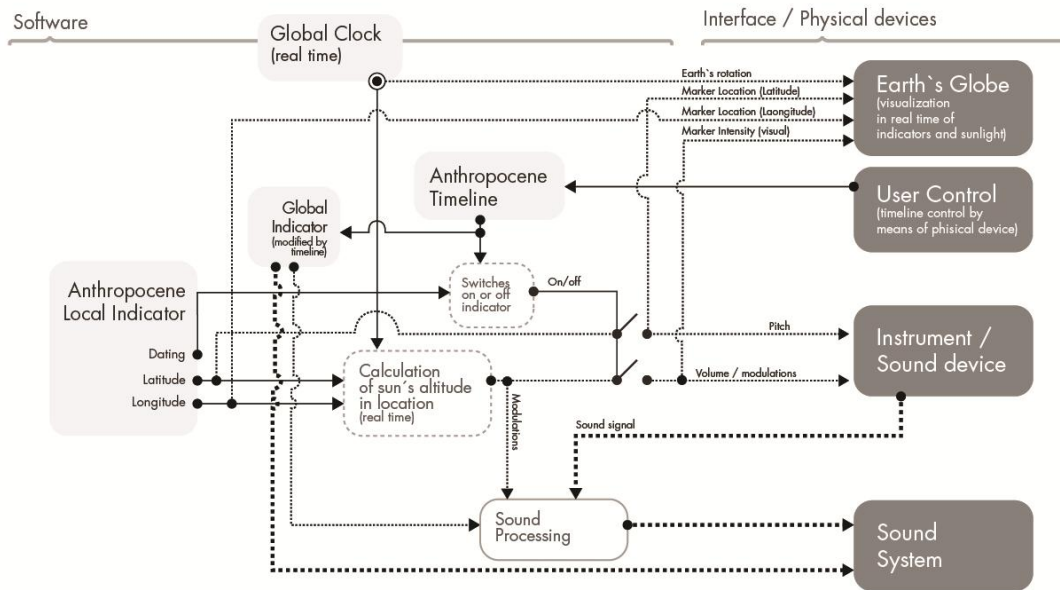 Software
Interface / Physical devices
Global Clock
(real time)
Earth`s rotation
Marker Location (Latitude)
Marker Location (Laongitude)
Marker Intensity (visual)
Earth`s Globe
(visualization
in real time of
indicators and sunlight)
Anthropocene
Timeline
User Control
(timeline control by
means of phisical device)
Global
Indicator
(modified by
timeline)
Anthropocene
Local Indicator
Dating
Latitude
Longitude
Switches
on or off
indicator
On/off
Calculation
of sun´s altitude
in location
(real time)
Modulations
Pitch
Volume / modulations
Instrument /
Sound device
Sound signal
Sound
Processing
Sound
System